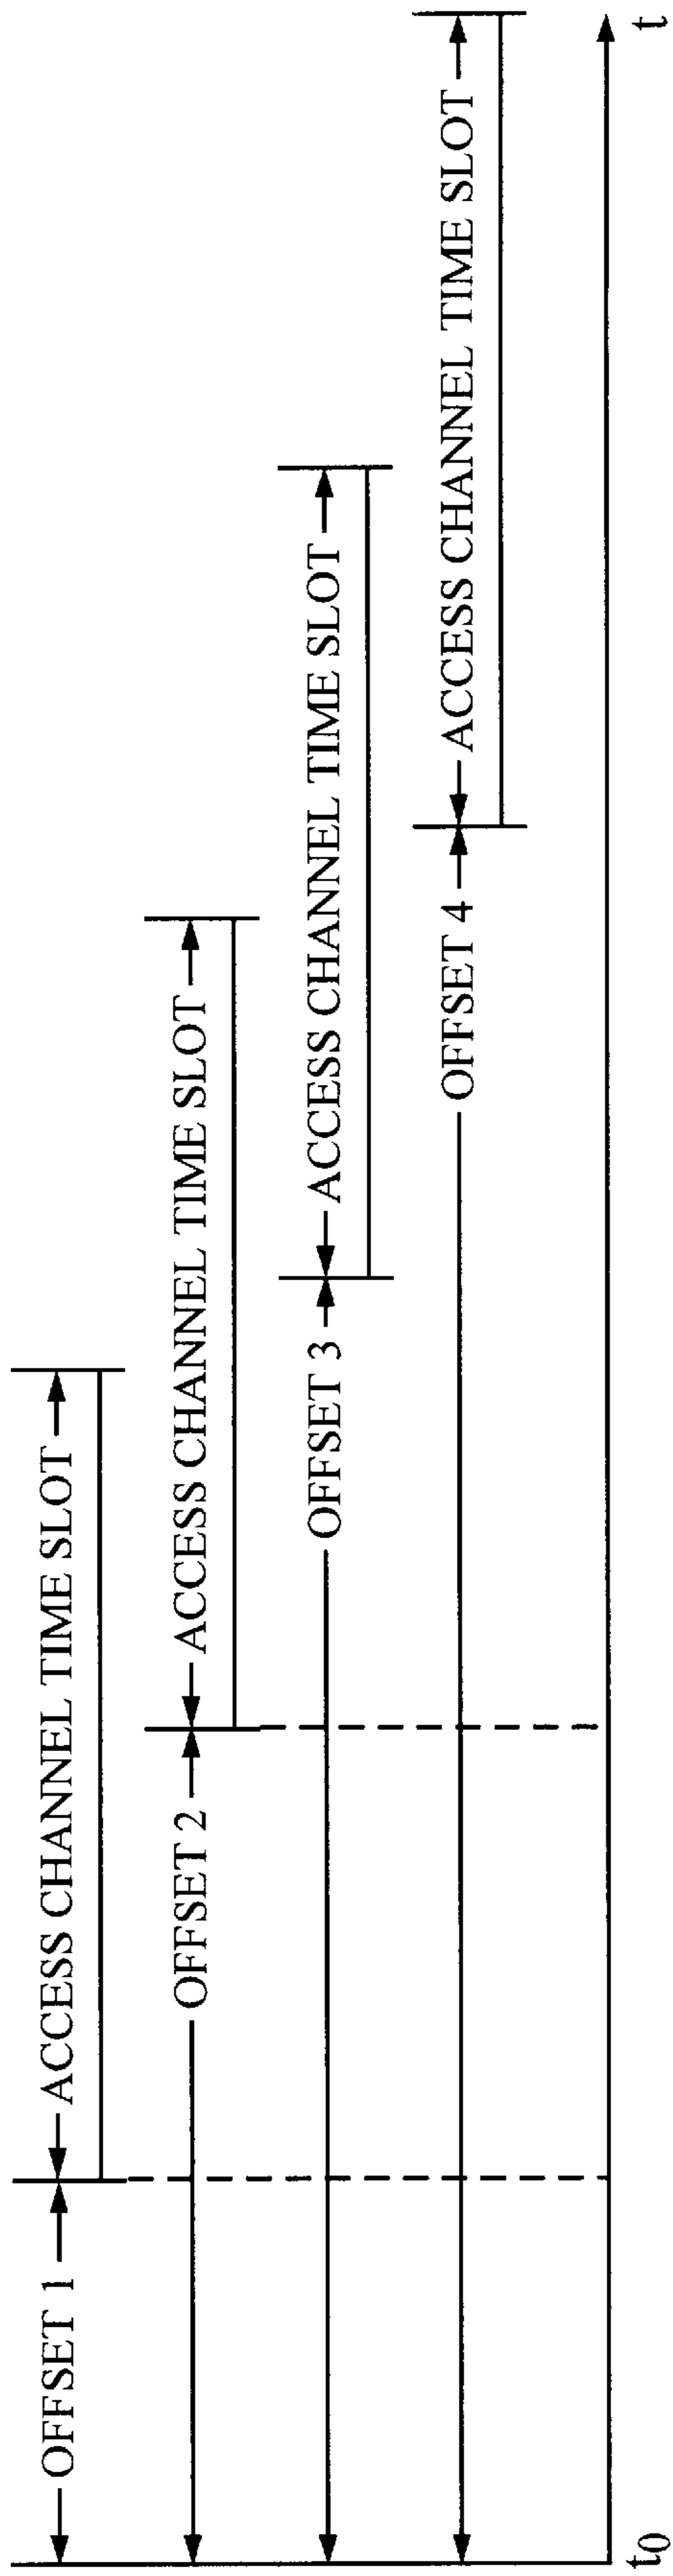 OFFSET 1 ACCESS CHANNEL TIME SLOT
OFFSET 2 ACCESS CHANNEL TIME SLOT
OFFSET 3 ACCESS CHANNEL TIME SLOT
OFFSET 4 ACCESS CHANNEL TIME SLOT
t0 t